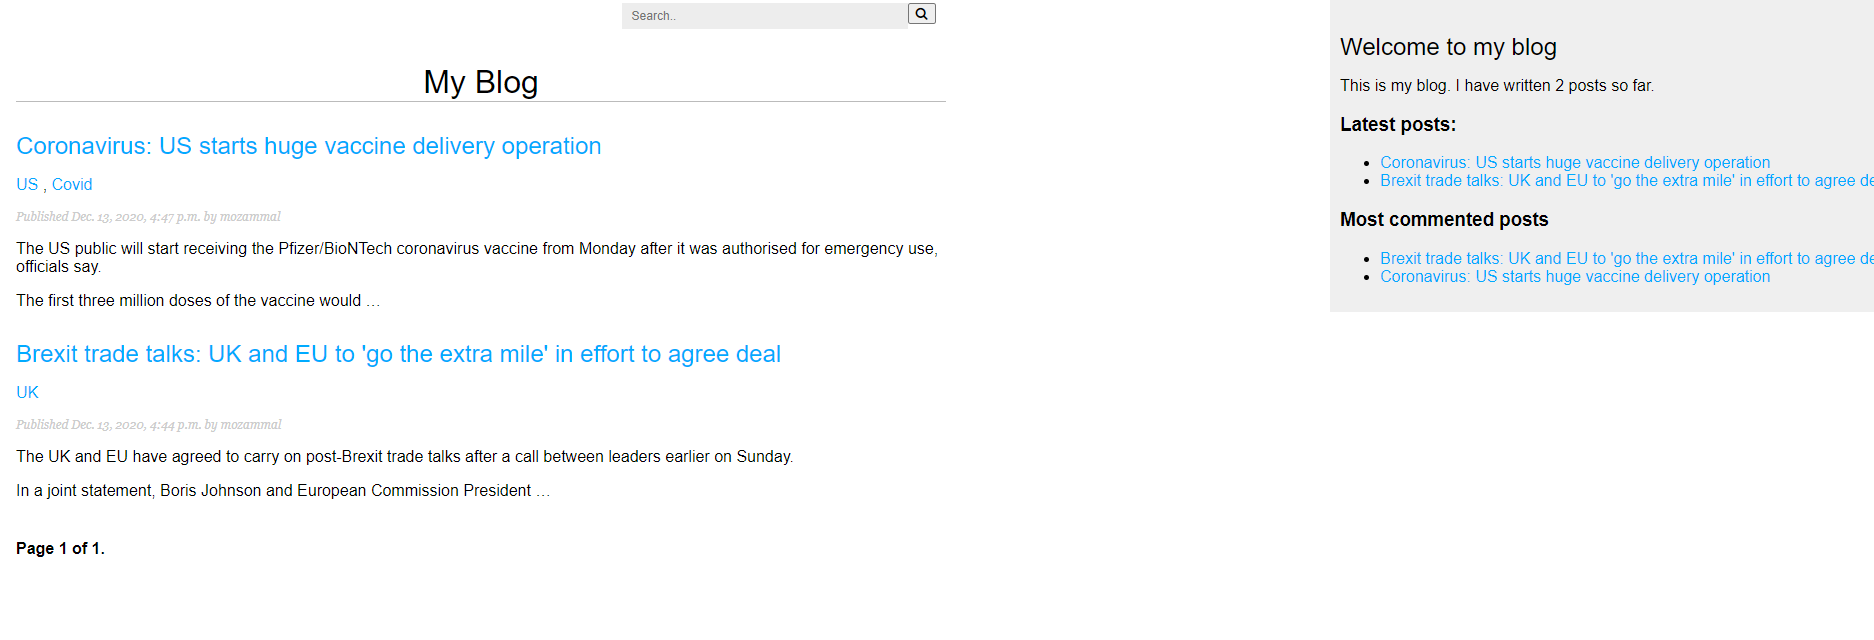 Search..
My Blog
Coronavirus: US starts huge vaccine delivery operation
US , Covid
Published Dec. 13, 2020, 4:47 p.m. by mozammal
The US public will start receiving the Pfizer/BioNTech coronavirus vaccine from Monday after it was authorised for emergency use,
officials say.
The first three million doses of the vaccine would …
Brexit trade talks: UK and EU to 'go the extra mile' in effort to agree deal
UK
Published Dec. 13, 2020, 4:44 p.m. by mozammal
The UK and EU have agreed to carry on post-Brexit trade talks after a call between leaders earlier on Sunday.
In a joint statement, Boris Johnson and European Commission President …
Page 1 of 1.
Welcome to my blog
This is my blog. I have written 2 posts so far.
Latest posts:
Coronavirus: US starts huge vaccine delivery operation
Brexit trade talks: UK and EU to 'go the extra mile' in effort to agree de
Most commented posts
Brexit trade talks: UK and EU to 'go the extra mile' in effort to agree de
Coronavirus: US starts huge vaccine delivery operation